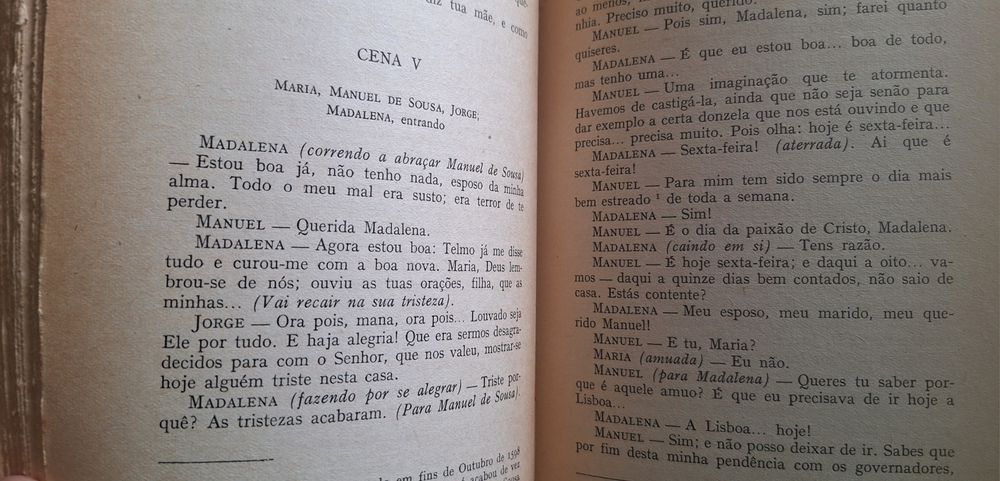 diz tua mãe, e como
CENA V
MARIA, MANUEL DE SOUSA, JORGE;
MADALENA, entrando
MADALENA (correndo a abraçar Manuel de Sousa)
— Estou boa já, não tenho nada, esposo da minha
alma. Todo o meu mal era susto; era terror de te
perder.
MANUEL — Querida Madalena.
MADALENA — Agora estou boa: Telmo já me disse
tudo e curou-me com a boa nova. Maria, Deus lem-
brou-se de nós; ouviu as tuas orações, filha, que as
minhas... (Vai recair na sua tristeza).
JORGE — Ora pois, mana, ora pois... Louvado seja
Ele por tudo. E haja alegria! Que era sermos desagra-
decidos para com o Senhor, que nos valeu, mostrar-se
hoje alguém triste nesta casa.
MADALENA (fazendo por se alegrar) — Triste por-
quê? As tristezas acabaram. (Para Manuel de Sousa).
em fins de Outubro de 1598
acabou de vez
ao menos,
nhia. Preciso muito, querido.
MANUEL — Pois sim, Madalena, sim; farei quanto
quiseres.
MADALENA — É que eu estou boa... boa de todo,
mas tenho uma...
MANUEL — Uma imaginação que te atormenta.
Havemos de castigá-la, ainda que não seja senão para
dar exemplo a certa donzela que nos está ouvindo e que
precisa... precisa muito. Pois olha: hoje é sexta-feira...
MADALENA — Sexta-feira! (aterrada). Ai que é
sexta-feira!
MANUEL — Para mim tem sido sempre o dia mais
bem estreado ¹ de toda a semana.
MADALENA — Sim!
MANUEL — É o dia da paixão de Cristo, Madalena.
MADALENA (caindo em si) — Tens razão.
MANUEL — É hoje sexta-feira; e daqui a oito... va-
mos — daqui a quinze dias bem contados, não saio de
casa. Estás contente?
MADALENA — Meu esposo, meu marido, meu que-
rido Manuel!
MANUEL — E tu, Maria?
MARIA (amuada) — Eu não.
MANUEL (para Madalena) — Queres tu saber por-
que é aquele amuo? É que eu precisava de ir hoje a
Lisboa...
MADALENA — A Lisboa... hoje!
MANUEL — Sim; e não posso deixar de ir. Sabes que
por fim desta minha pendência com os governadores,